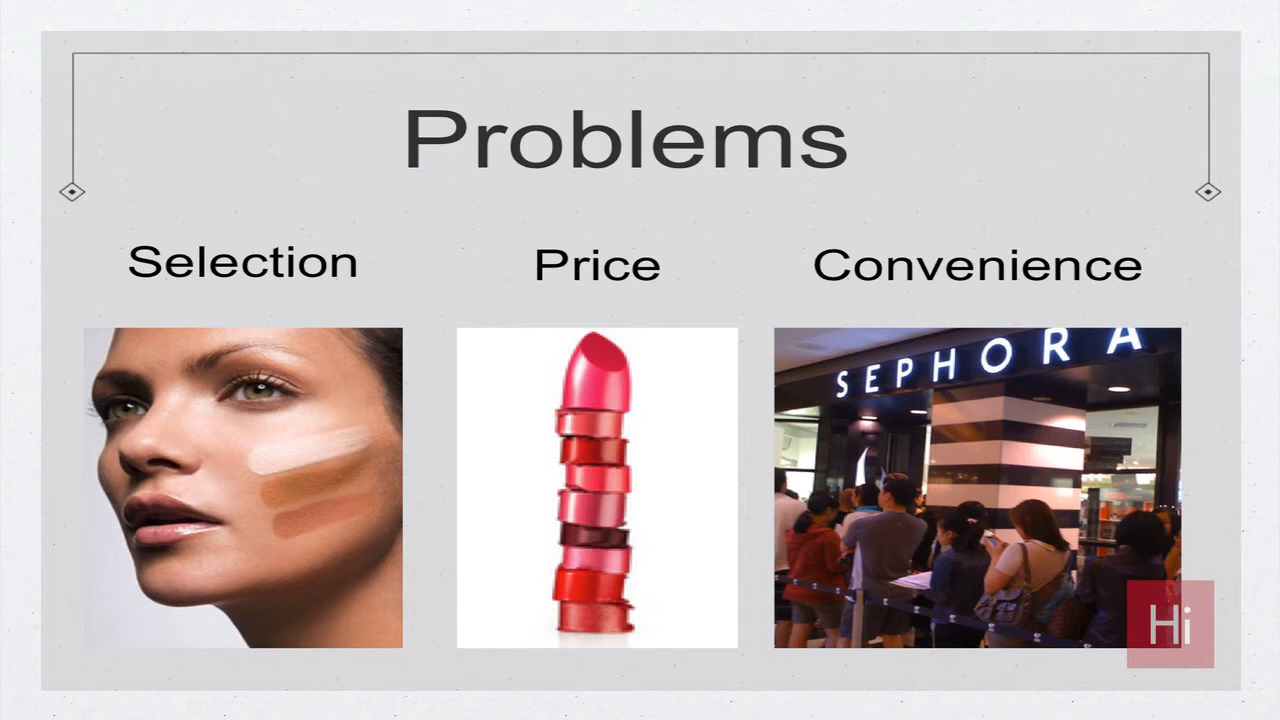 Problems
Selection
Price
Convenience
SEPHORA
Hi